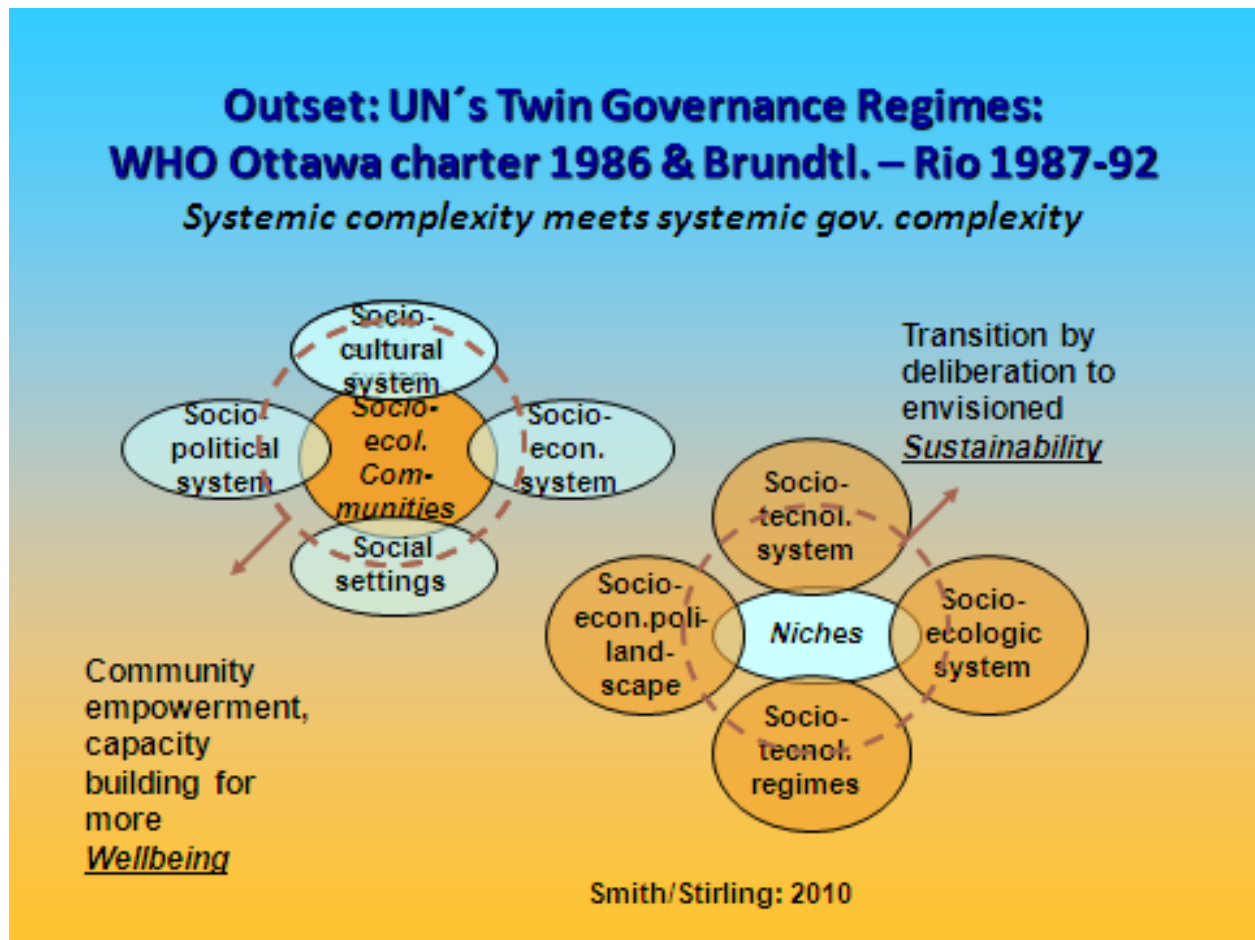 Outset: UN´s Twin Governance Regimes:
WHO Ottawa charter 1986 & Brundtl. – Rio 1987-92
Systemic complexity meets systemic gov. complexity
Socio-
cultural
system
Socio-
political
system
Socio-
ecol.
Com-
munities
Socio-
econ.
system
Social
settings
Community
empowerment,
capacity
building for
more
Wellbeing
Transition by
deliberation to
envisioned
Sustainability
Socio-
tecnol.
system
Socio-
econ.poli-
land-
scape
Niches
Socio-
ecologic
system
Socio-
tecnol.
regimes
Smith/Stirling: 2010